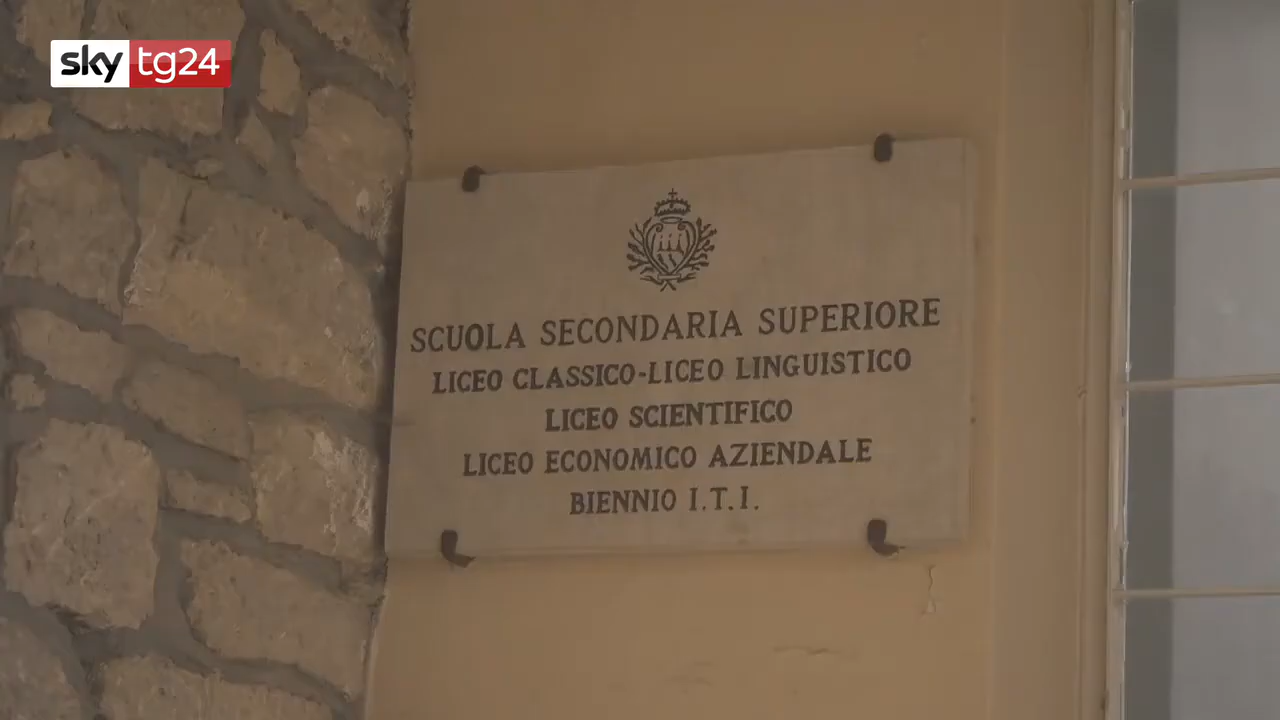 sky tg24
SCUOLA SECONDARIA SUPERIORE
LICEO CLASSICO-LICEO LINGUISTICO
LICEO SCIENTIFICO
LICEO ECONOMICO AZIENDALE
BIENNIO I.T.I.